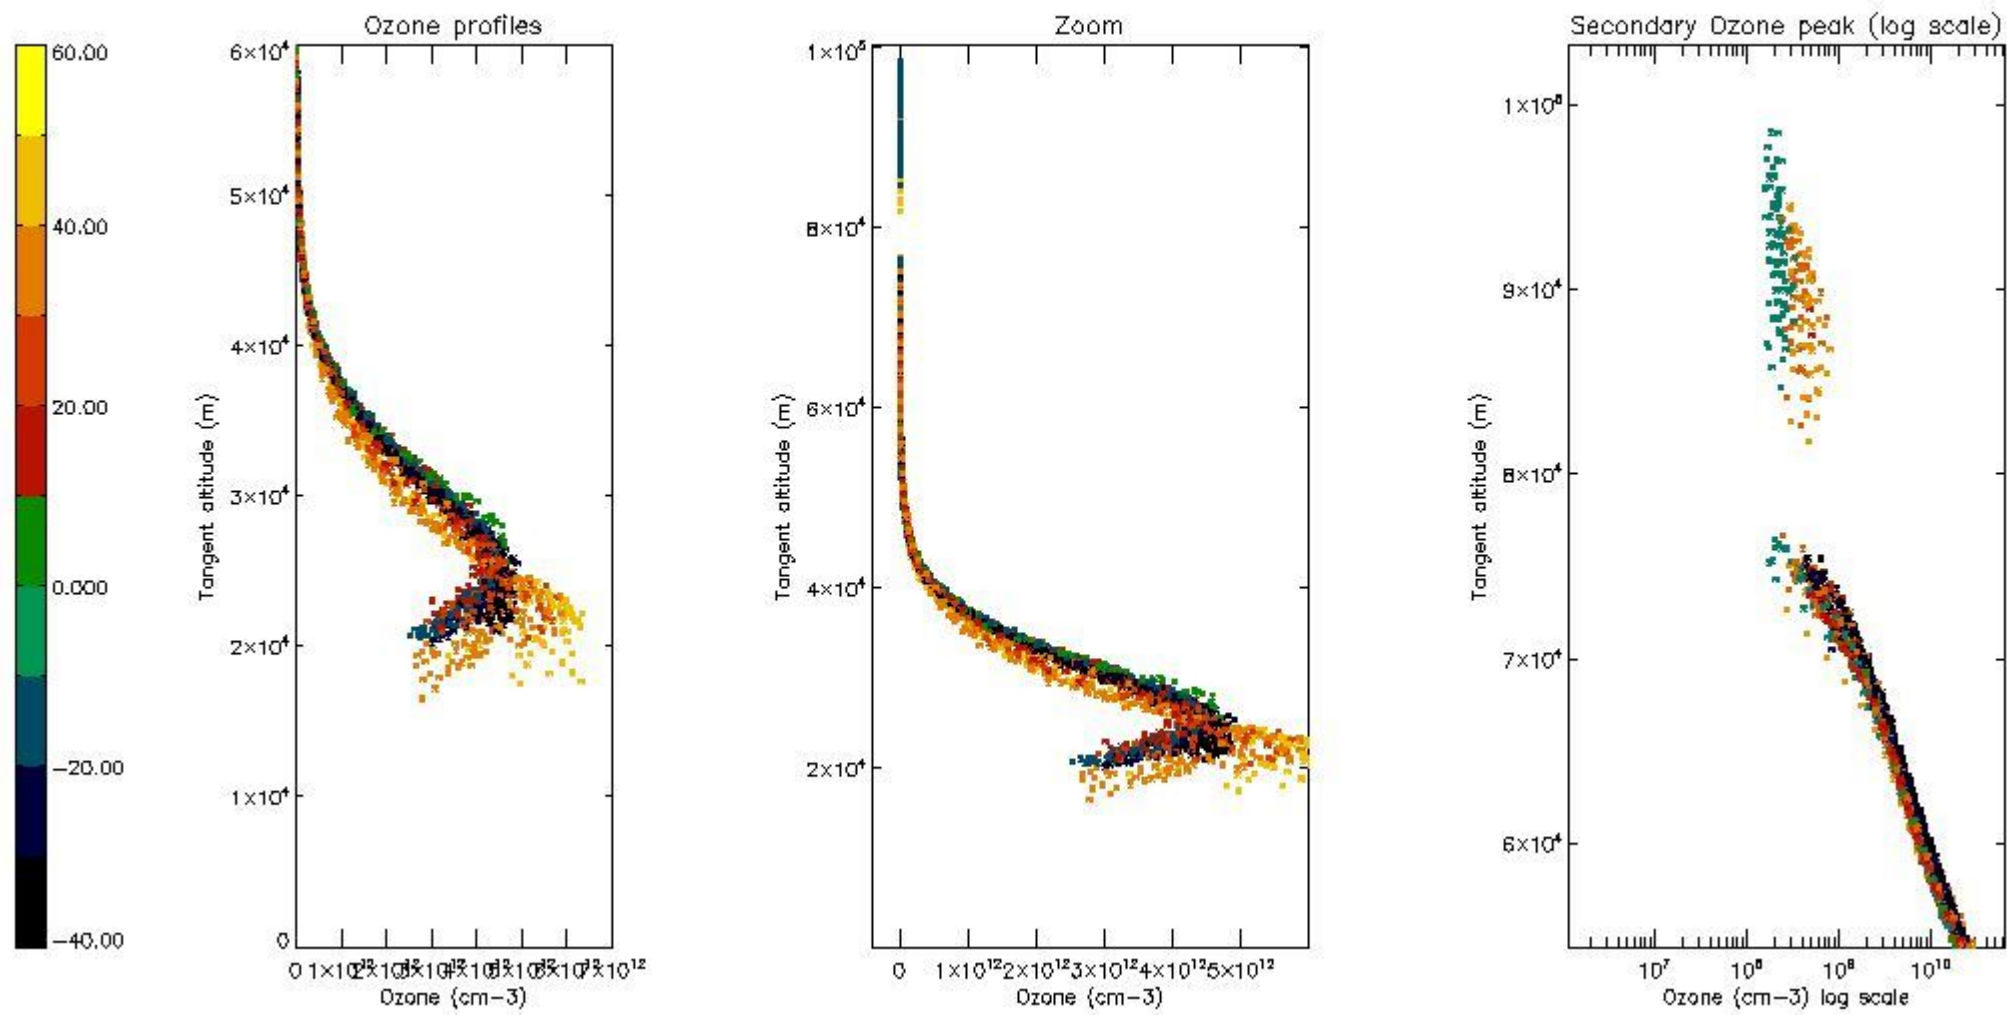 Ozone profiles
Zoom
Secondary Ozone peak (log scale)
60.00
40.00
20.00
0.000
−20.00
−40.00
6×10⁴
5×10⁴
4×10⁴
3×10⁴
2×10⁴
1×10⁴
0
Tangent altitude (m)
0
7×10¹²
Ozone (cm−3)
1×10⁵
8×10⁴
6×10⁴
4×10⁴
2×10⁴
Tangent altitude (m)
0 1×10¹² 2×10¹² 3×10¹² 4×10¹² 5×10¹²
Ozone (cm−3)
9×10⁴
8×10⁴
7×10⁴
6×10⁴
Tangent altitude (m)
10⁷ 10⁸ 10⁹ 10¹⁰
Ozone (cm−3) log scale